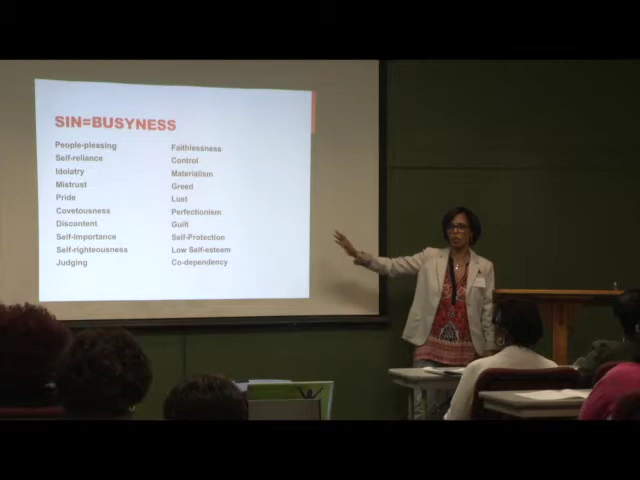 SIN=BUSYNESS
People-pleasing
Self-reliance
Idolatry
Mistrust
Pride
Covetousness
Discontent
Self-importance
Self-righteousness
Judging
Faithlessness
Control
Materialism
Greed
Lust
Perfectionism
Guilt
Self-Protection
Low Self-esteem
Co-dependency